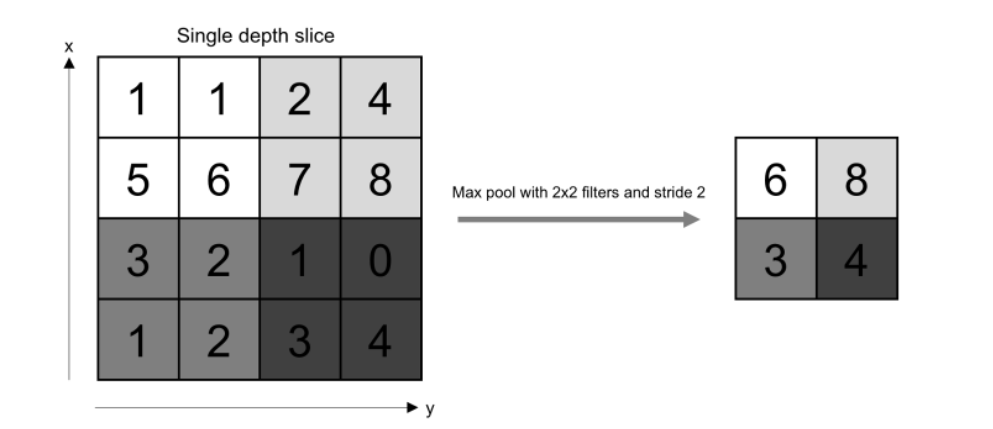 Single depth slice
x
1 1 2 4
5 6 7 8
3 2 1 0
1 2 3 4
y
Max pool with 2x2 filters and stride 2
6 8
3 4